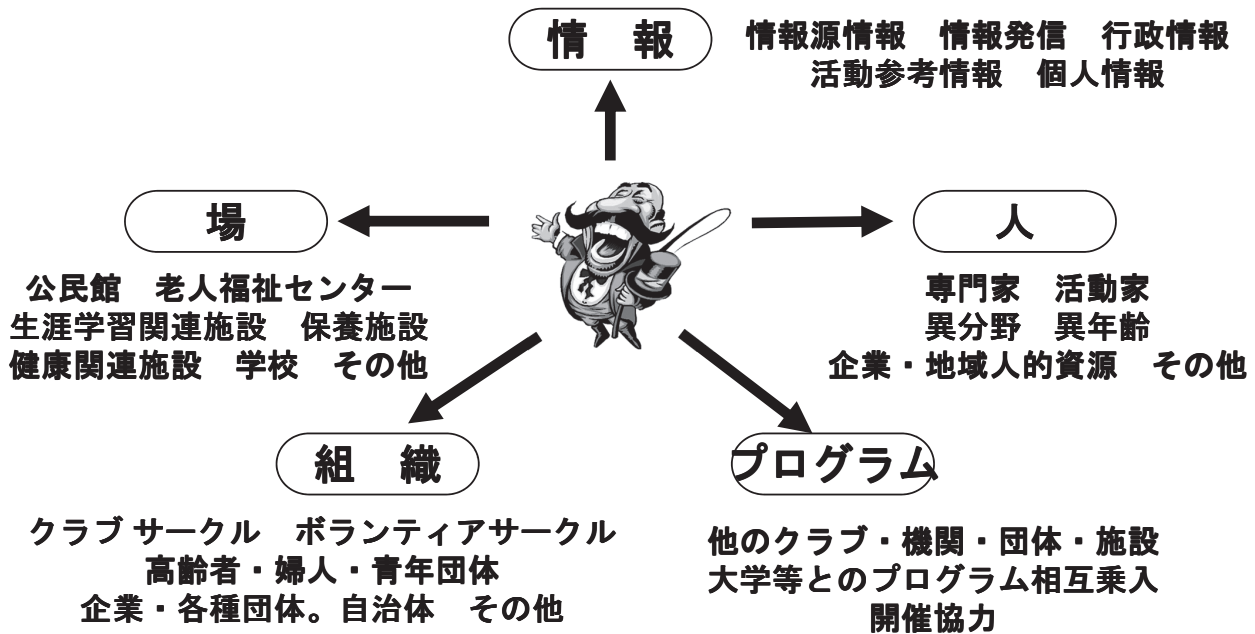 情　報
情報源情報　情報発信　行政情報
活動参考情報　個人情報
場
公民館　老人福祉センター
生涯学習関連施設　保養施設
健康関連施設　学校　その他
人
専門家　活動家
異分野　異年齢
企業・地域人的資源　その他
組　織
クラブ サークル　ボランティアサークル
高齢者・婦人・青年団体
企業・各種団体。自治体　その他
プログラム
他のクラブ・機関・団体・施設
大学等とのプログラム相互乗入
開催協力